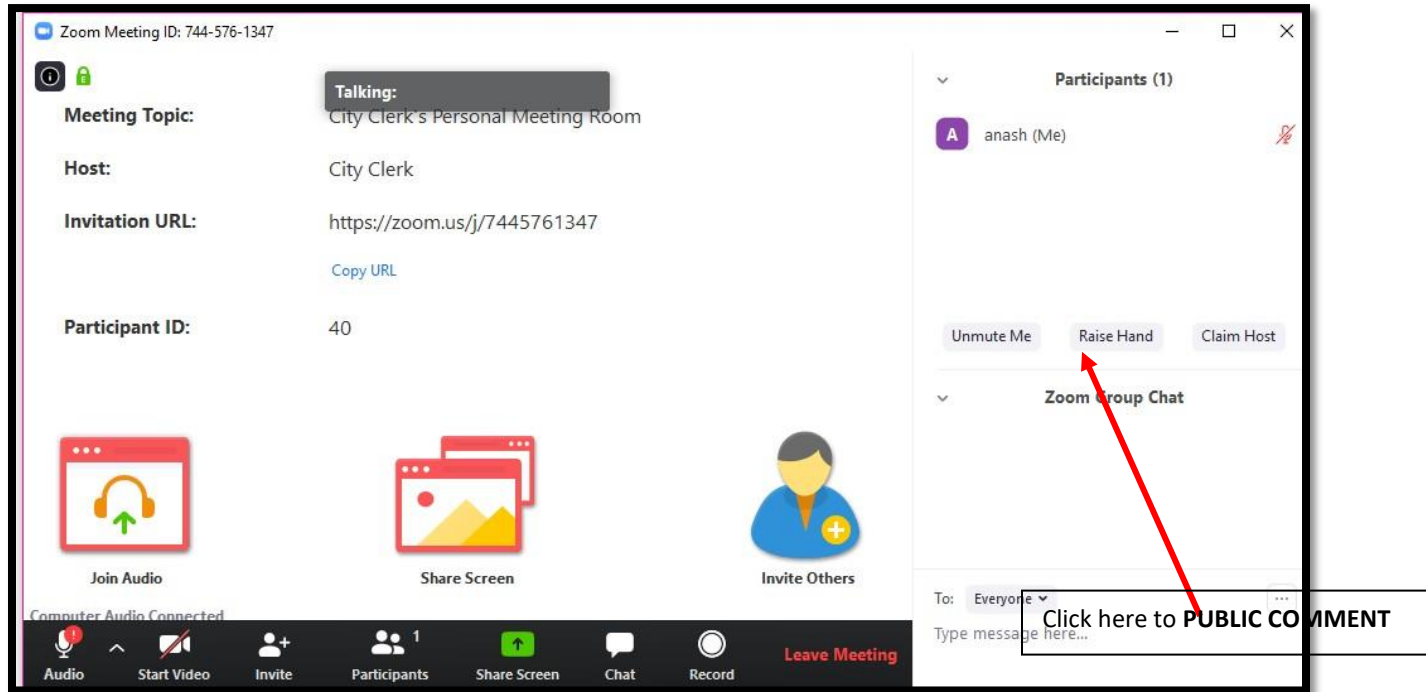 Zoom Meeting ID: 744-576-1347
Talking:
Meeting Topic: City Clerk's Personal Meeting Room
Host: City Clerk
Invitation URL: https://zoom.us/j/7445761347
Copy URL
Participant ID: 40
Join Audio Share Screen Invite Others
Computer Audio Connected
Audio Start Video Invite Participants 1 Share Screen Chat Record Leave Meeting
Participants (1)
A anash (Me)
Unmute Me Raise Hand Claim Host
Zoom Group Chat
To: Everyone
Type message here...
Click here to PUBLIC COMMENT